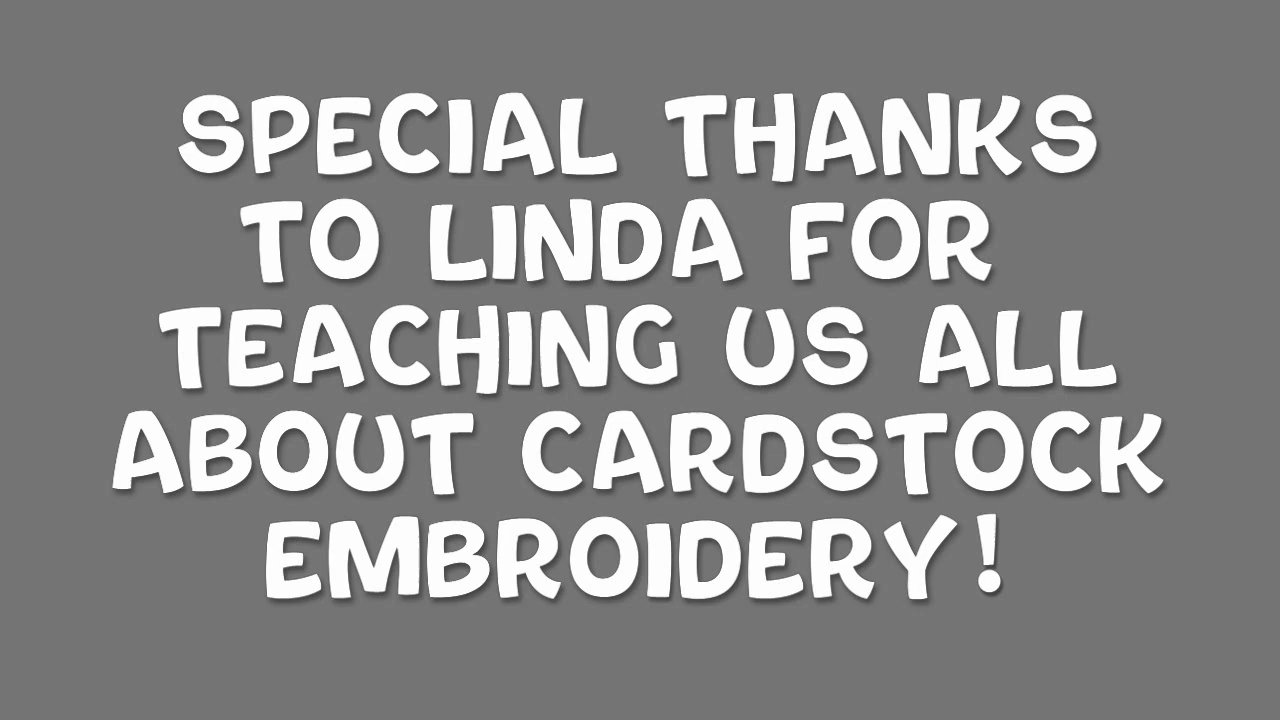 SPECIAL THANKS
TO LINDA FOR
TEACHING US ALL
ABOUT CARDSTOCK
EMBROIDERY!